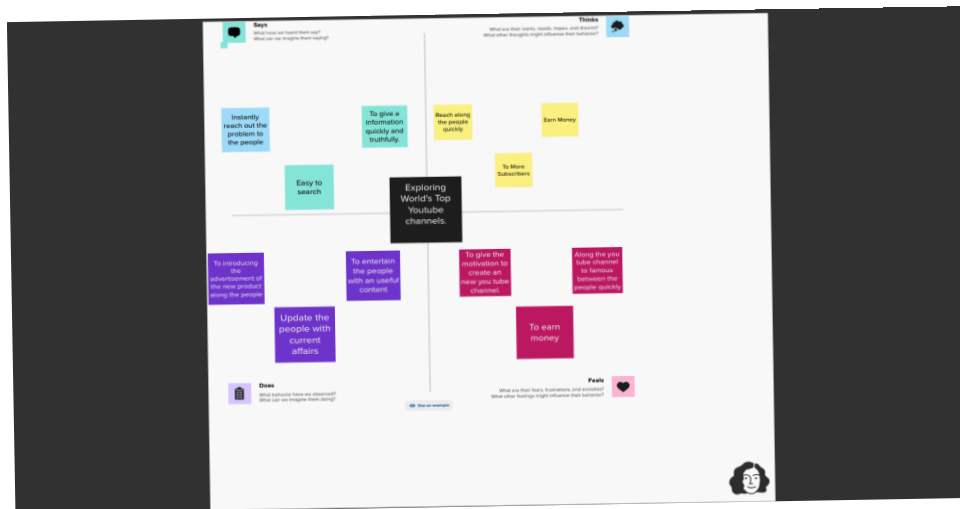 Says
What have we heard them say?
What can we imagine them saying?
Thinks
What are their wants, needs, hopes, and dreams?
What other thoughts might influence their behavior?
Instantly
reach out the
problem to
the people
To give a
information
quickly and
truthfully.
Reach along
the people
quickly
Earn Money
Easy to
search
To More
Subscribers
Exploring
World's Top
Youtube
channels.
To introducing
the
advertisement of
the new product
along the people
To entertain
the people
with an useful
content
To give the
motivation to
create an
new you tube
channel.
Along the you
tube channel
to famous
between the
people quickly
Update the
people with
current
affairs
To earn
money
Does
What behavior have we observed?
What can we imagine them doing?
Feels
What are their fears, frustrations, and anxieties?
What other feelings might influence their behavior?
See an example